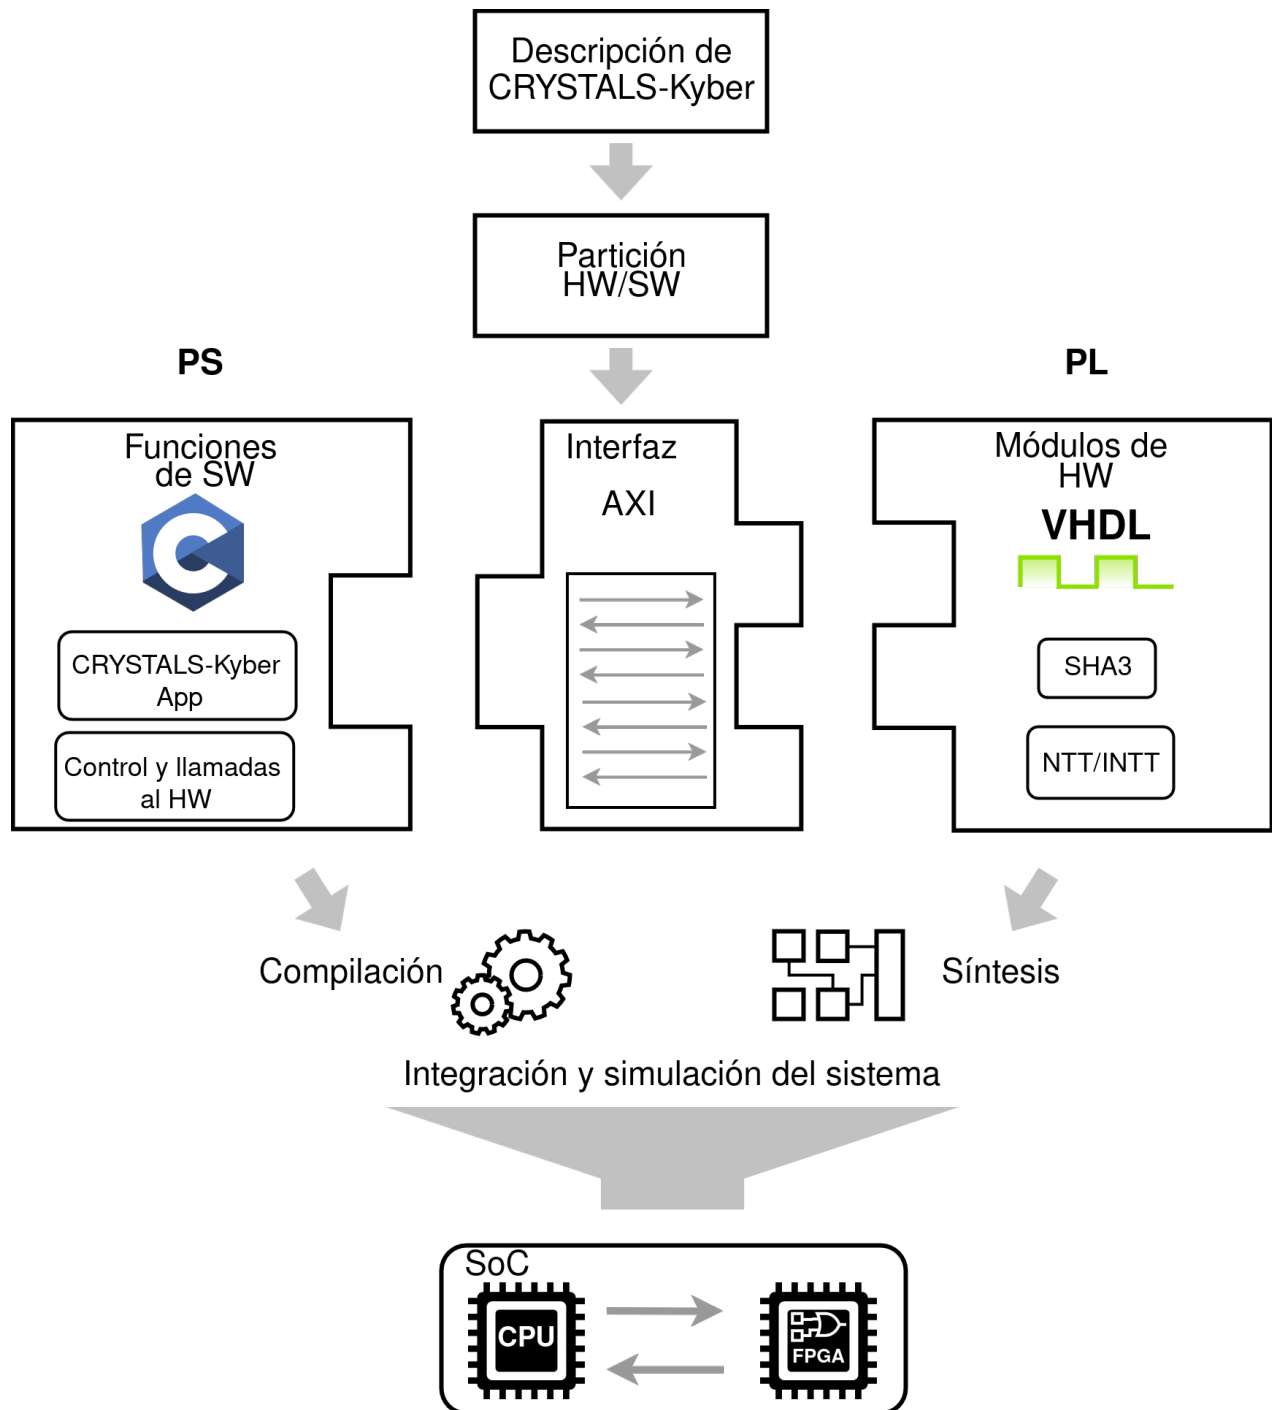 Descripción de
CRYSTALS-Kyber
Partición
HW/SW
PS
PL
Funciones
de SW
C
CRYSTALS-Kyber
App
Control y llamadas
al HW
Interfaz
AXI
Módulos de
HW
VHDL
SHA3
NTT/INTT
Compilación
Síntesis
Integración y simulación del sistema
SoC
CPU
FPGA